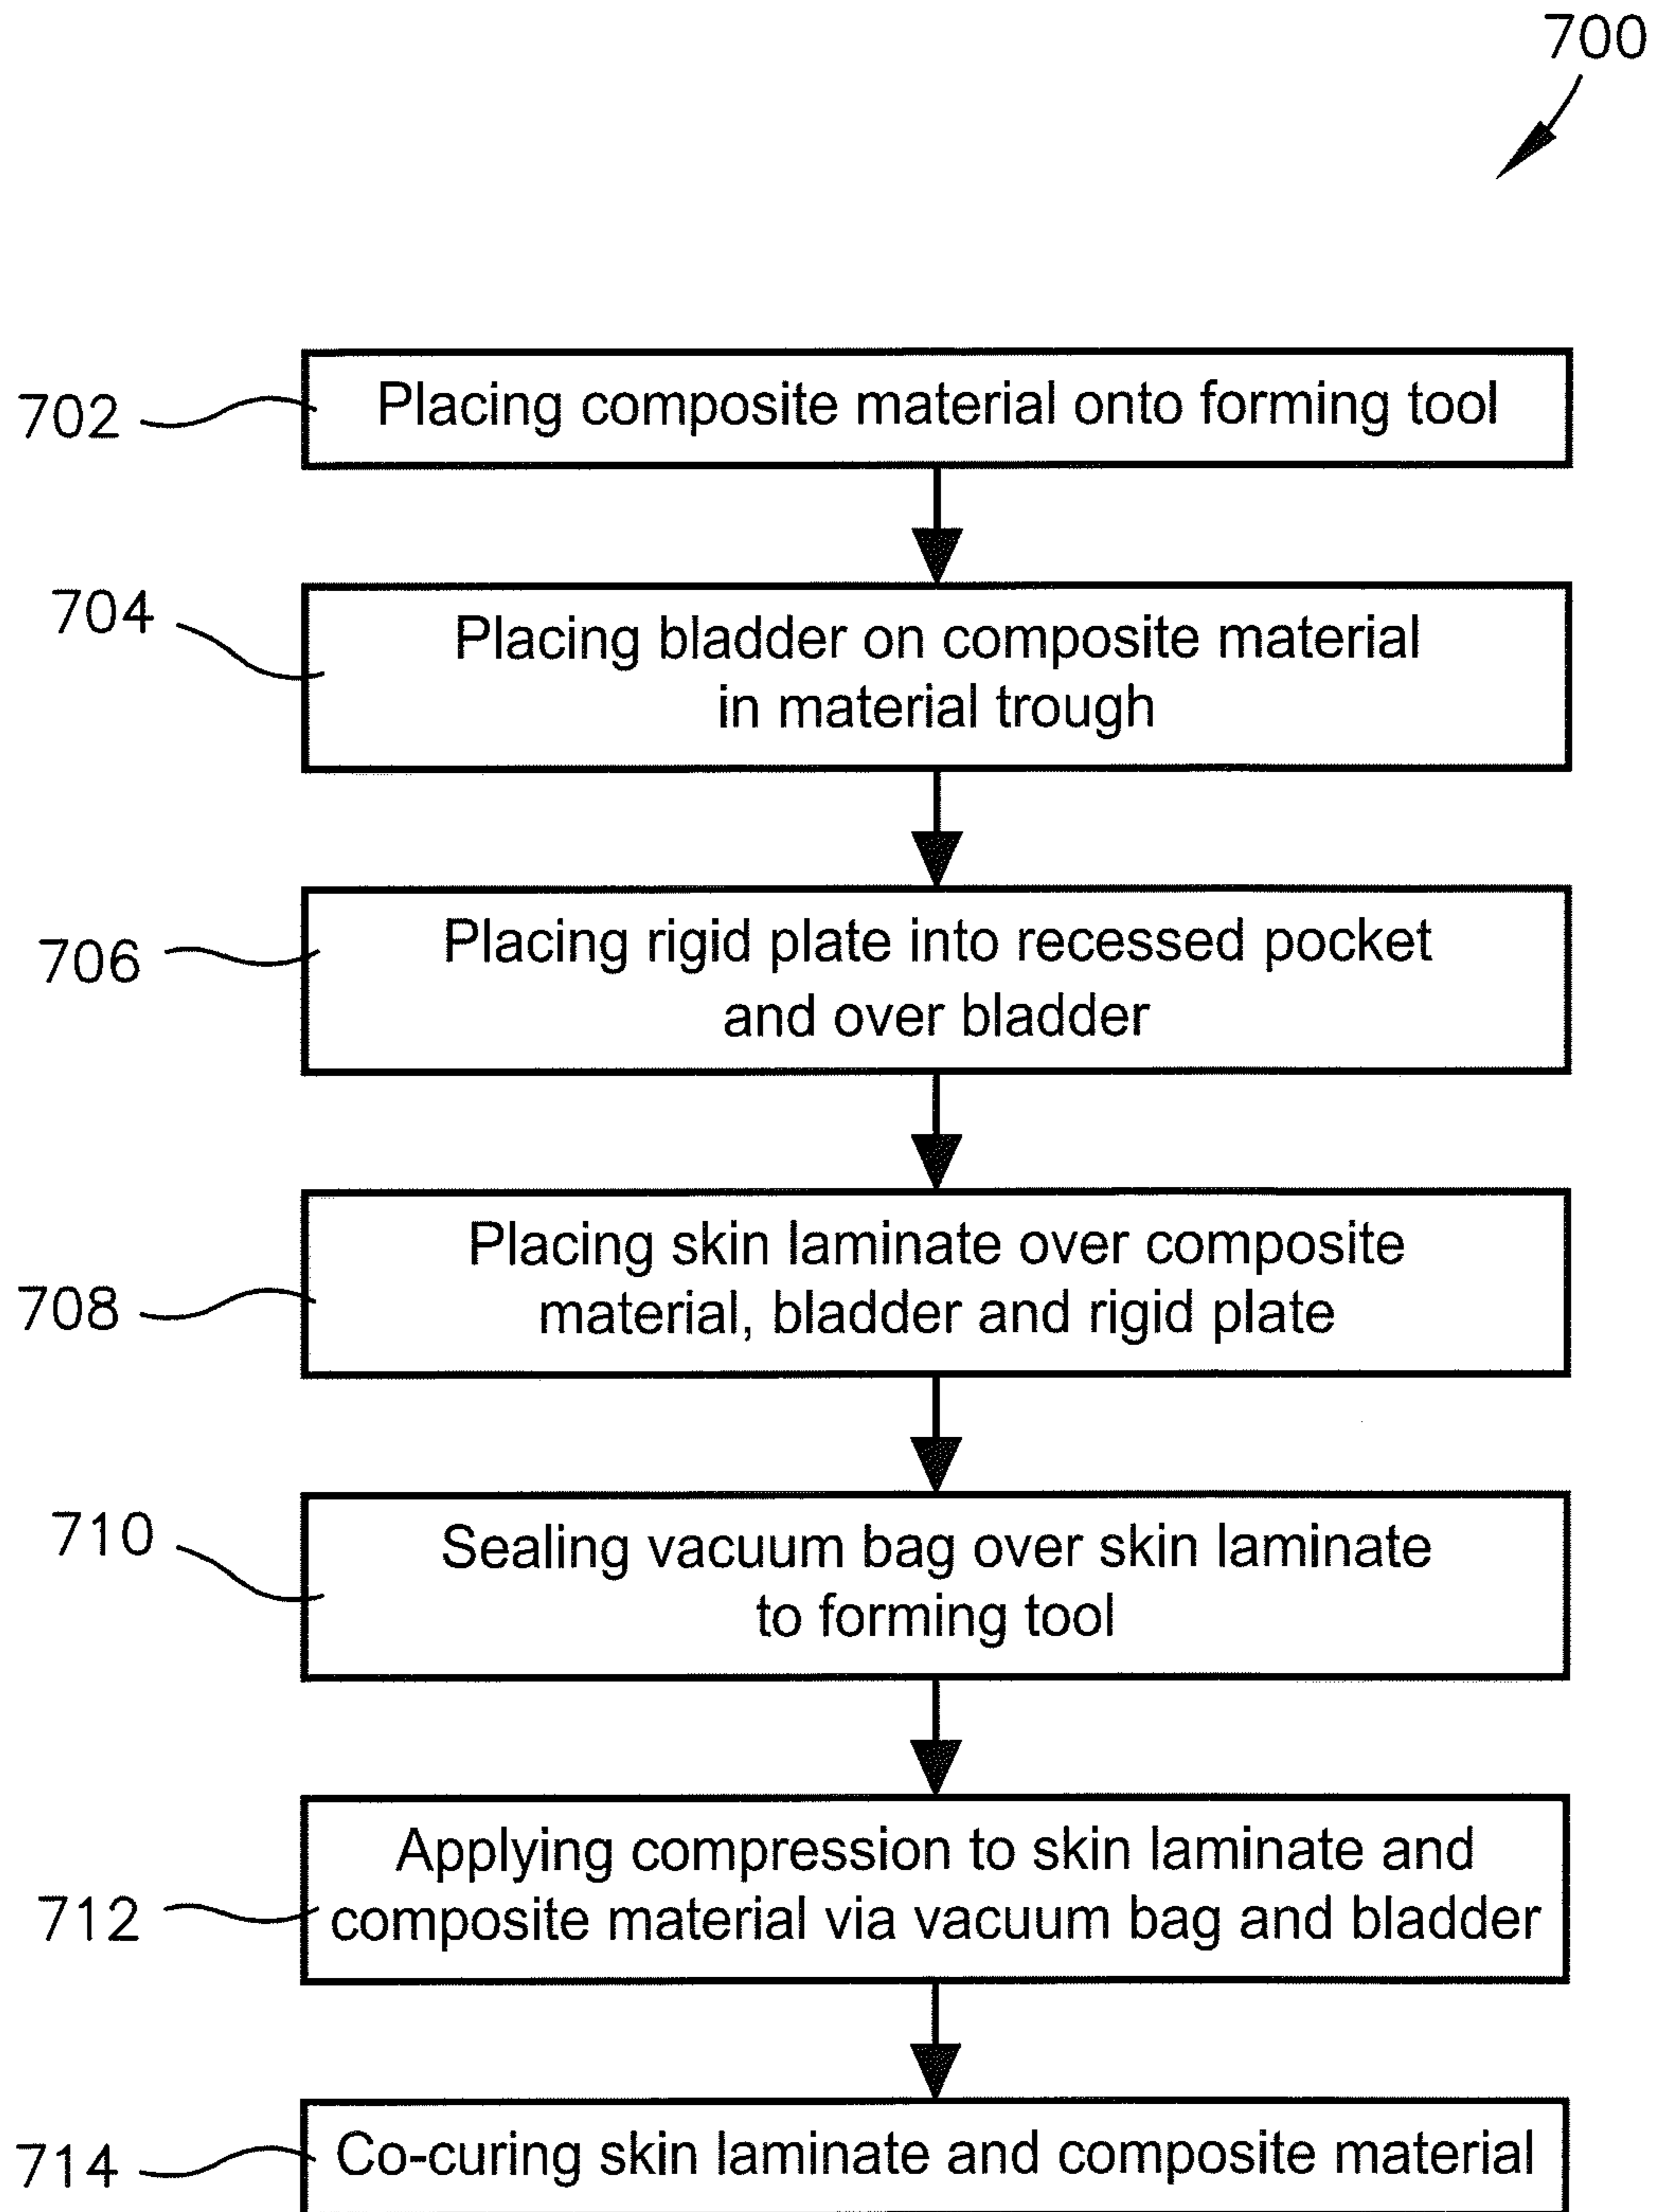 700
702
Placing composite material onto forming tool
704
Placing bladder on composite material
in material trough
706
Placing rigid plate into recessed pocket
and over bladder
708
Placing skin laminate over composite
material, bladder and rigid plate
710
Sealing vacuum bag over skin laminate
to forming tool
712
Applying compression to skin laminate and
composite material via vacuum bag and bladder
714
Co-curing skin laminate and composite material